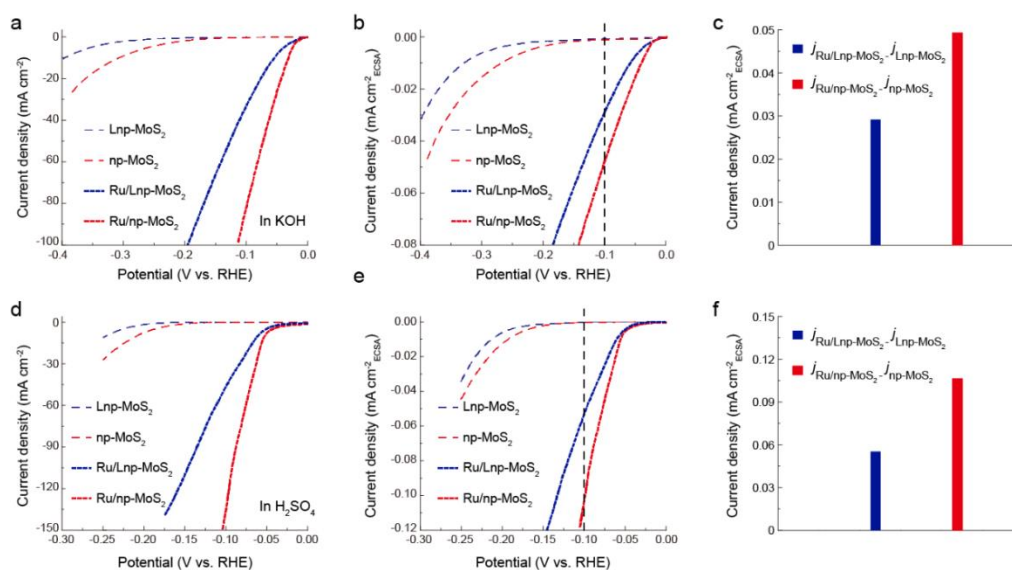 a
0
-20
-40
-60
-80
-100
-0.4 -0.3 -0.2 -0.1 0.0
Current density (mA cm⁻²)
Potential (V vs. RHE)
Lnp-MoS₂
np-MoS₂
Ru/Lnp-MoS₂
Ru/np-MoS₂
In KOH
b
0.00
-0.02
-0.04
-0.06
-0.08
-0.4 -0.3 -0.2 -0.1 0.0
Current density (mA cm⁻²ECSA)
Potential (V vs. RHE)
Lnp-MoS₂
np-MoS₂
Ru/Lnp-MoS₂
Ru/np-MoS₂
c
0.05
0.04
0.03
0.02
0.01
0
Current density (mA cm⁻²ECSA)
jRu/Lnp-MoS₂-jLnp-MoS₂
jRu/np-MoS₂-jnp-MoS₂
d
0
-30
-60
-90
-120
-150
-0.30 -0.25 -0.20 -0.15 -0.10 -0.05 0.00
Current density (mA cm⁻²)
Potential (V vs. RHE)
Lnp-MoS₂
np-MoS₂
Ru/Lnp-MoS₂
Ru/np-MoS₂
In H₂SO₄
e
0.00
-0.02
-0.04
-0.06
-0.08
-0.10
-0.12
-0.30 -0.25 -0.20 -0.15 -0.10 -0.05 0.00
Current density (mA cm⁻²ECSA)
Potential (V vs. RHE)
Lnp-MoS₂
np-MoS₂
Ru/Lnp-MoS₂
Ru/np-MoS₂
f
0.15
0.12
0.09
0.06
0.03
0
Current density (mA cm⁻²ECSA)
jRu/Lnp-MoS₂-jLnp-MoS₂
jRu/np-MoS₂-jnp-MoS₂